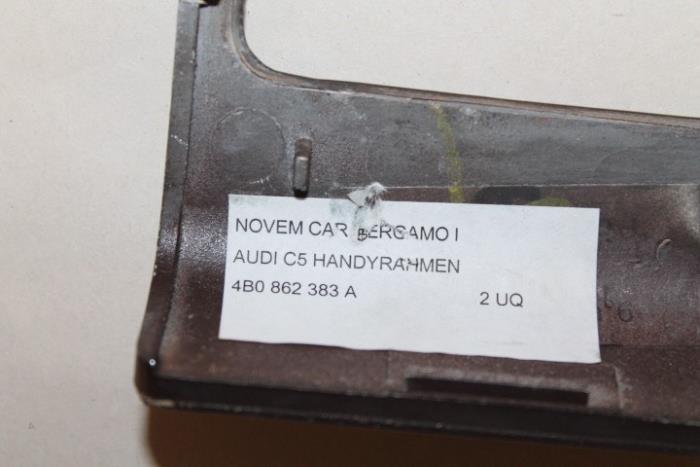 NOVEM CAR BERGAMO I
AUDI C5 HANDYRAHMEN
4B0 862 383 A 2 UQ